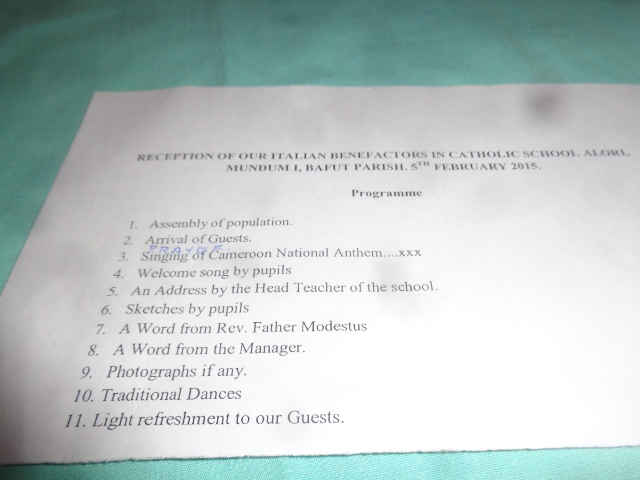 RECEPTION OF OUR ITALIAN BENEFACTORS IN CATHOLIC SCHOOL ALORI,
MUNDUM I, BAFUT PARISH. 5TH FEBRUARY 2015.
Programme
1. Assembly of population.
2. Arrival of Guests.
PRAYER
3. Singing of Cameroon National Anthem....xxx
4. Welcome song by pupils
5. An Address by the Head Teacher of the school.
6. Sketches by pupils
7. A Word from Rev. Father Modestus
8. A Word from the Manager.
9. Photographs if any.
10. Traditional Dances
11. Light refreshment to our Guests.